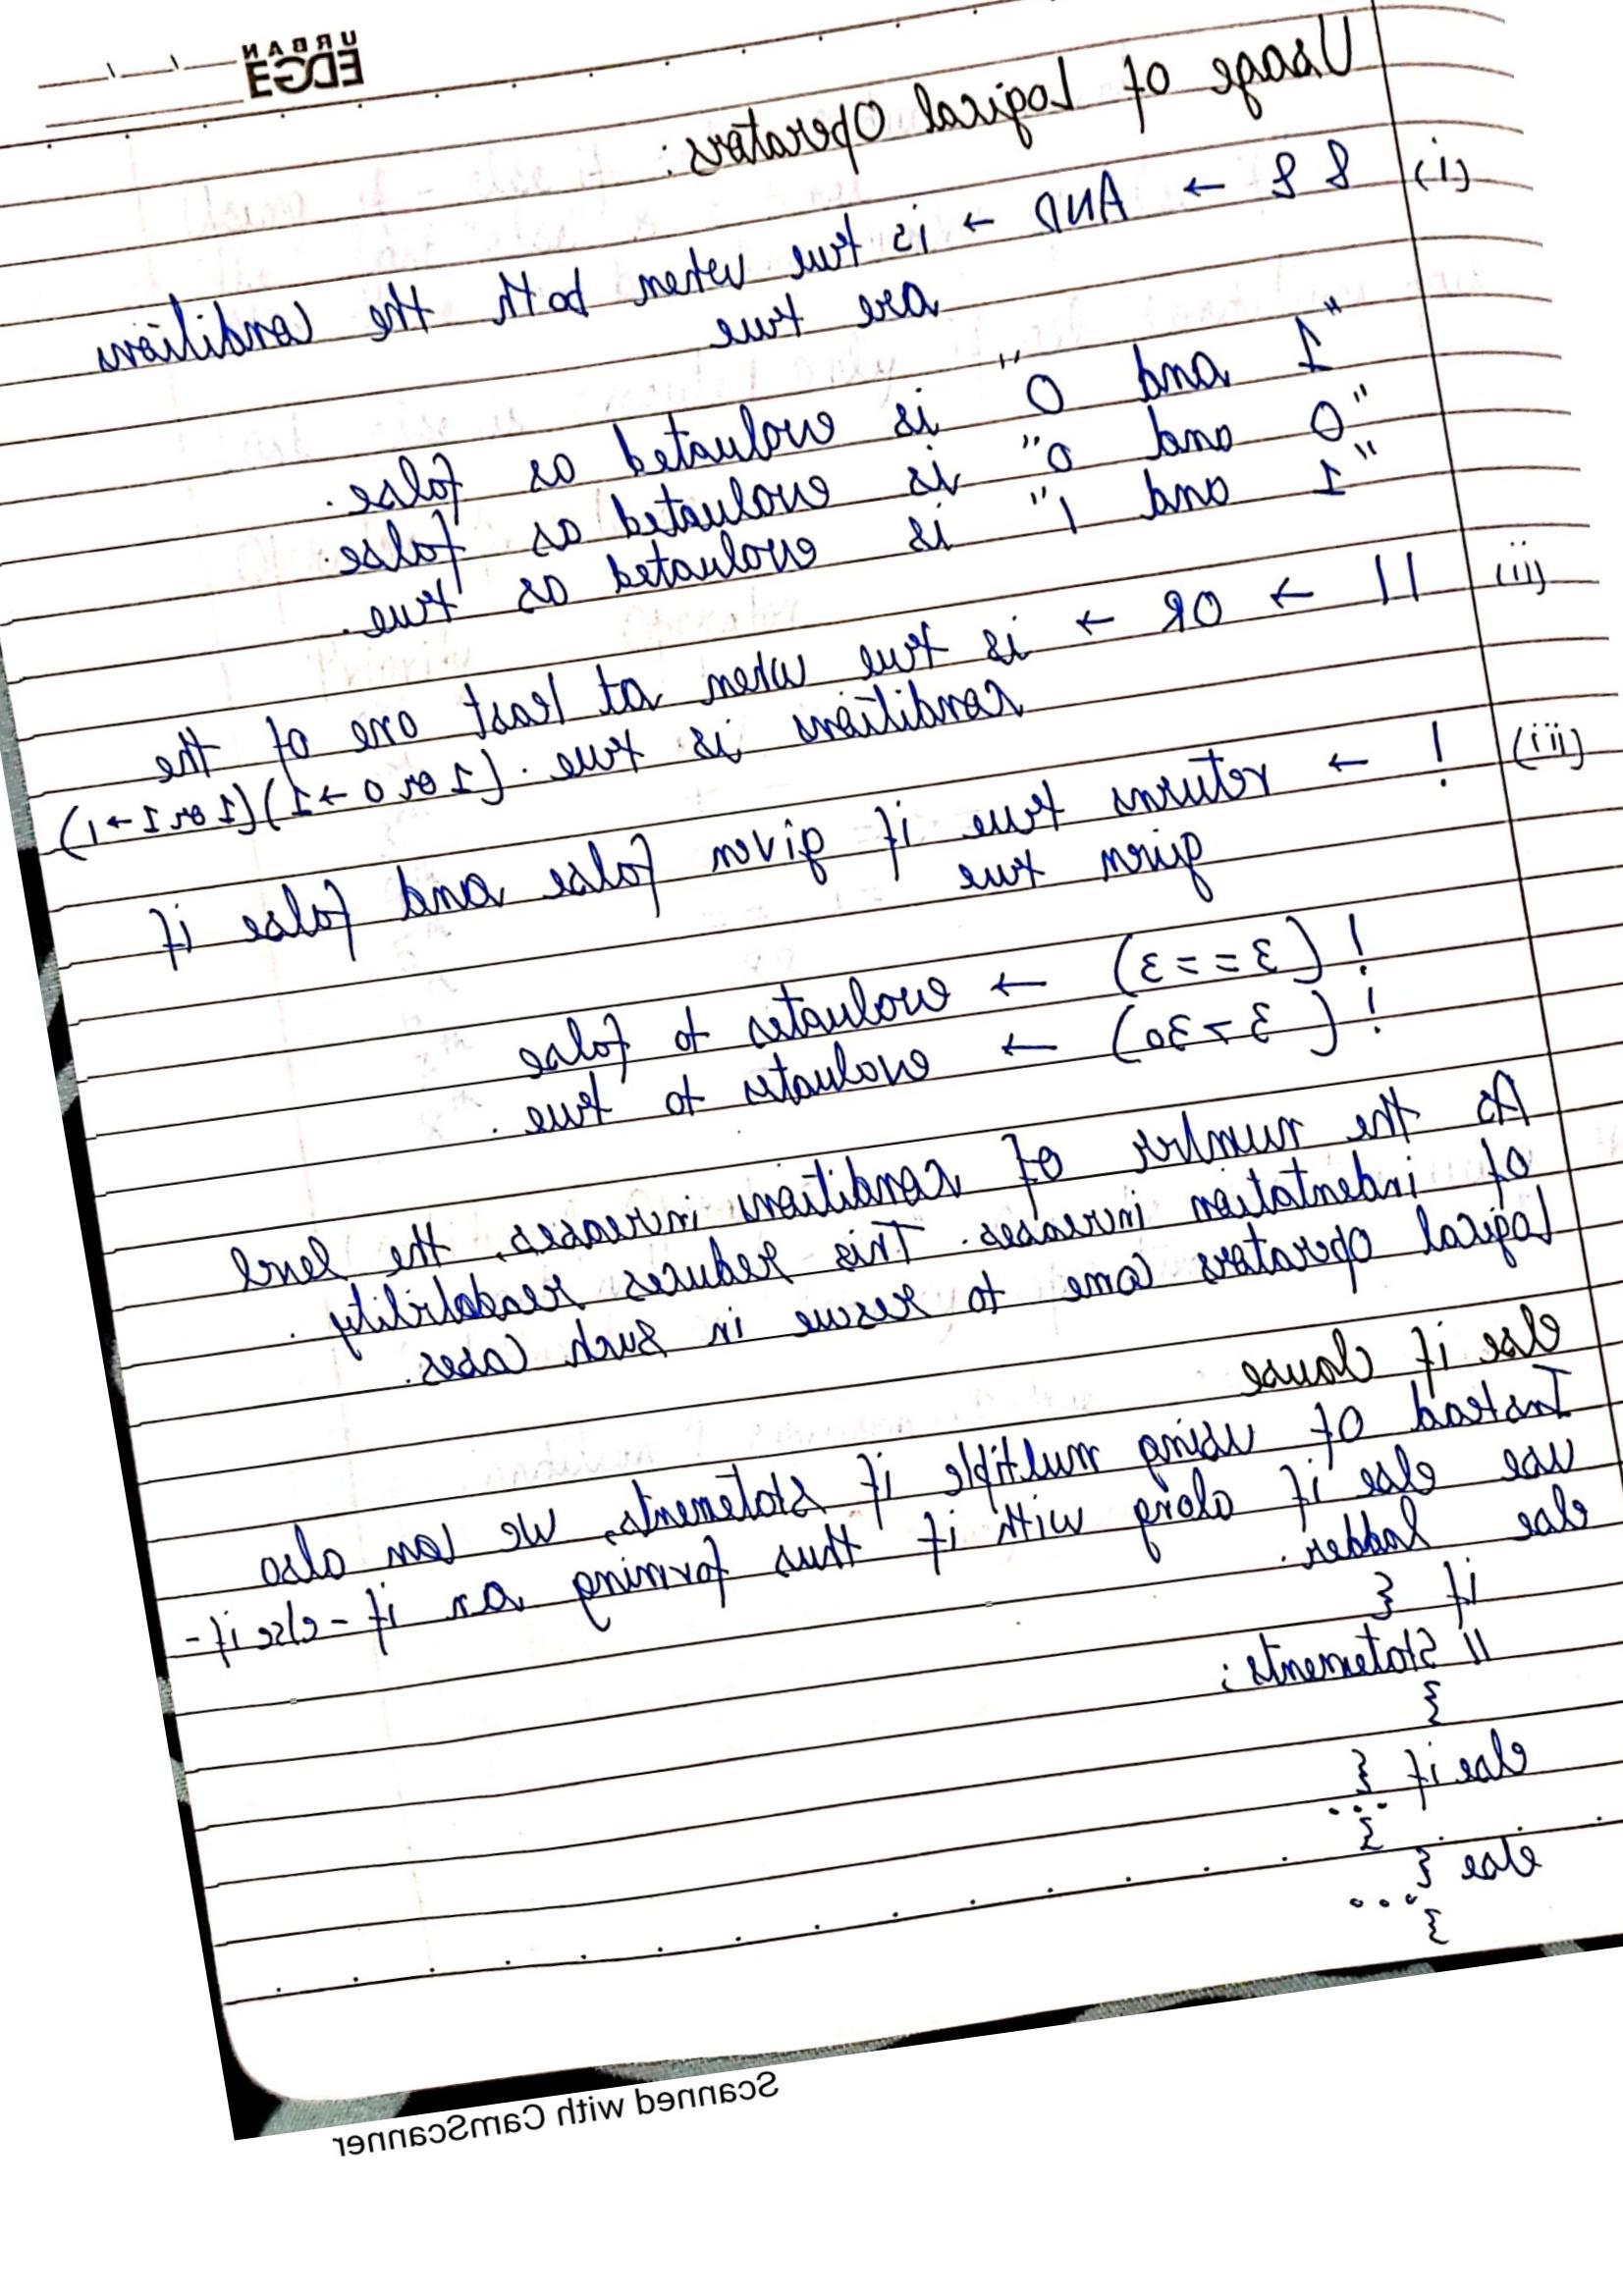 URBAN
EDGE
Usage of Logical Operators:
(i) && → AND → is true when both the conditions
are true
"1 and 0" is evaluated as false.
"0 and 0" is evaluated as false.
"1 and 1" is evaluated as true.
(ii) || → OR → is true when at least one of the
conditions is true. (1 or 0 → 1) (1 or 1 → 1)
(iii) ! → returns true if given false and false if
given true
! (3 == 3) → evaluates to false
! (3 > 30) → evaluates to true.
As the number of conditions increases, the level
of indentation increases. This reduces readability.
Logical operators come to rescue in such cases.
else if clause
Instead of using multiple if statements, we can also
use else if along with if thus forming an if - else if -
else ladder.
if {
// statements;
}
else if {
...
}
else {
...
}
Scanned with CamScanner